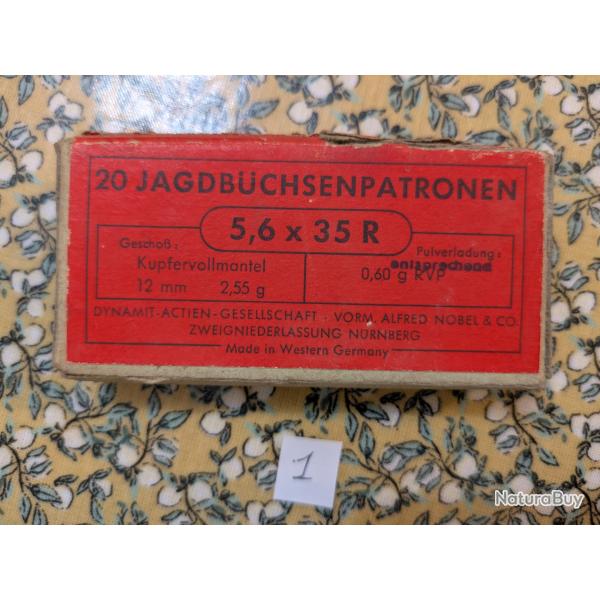 20 JAGDBÜCHSENPATRONEN
5,6 x 35 R
Geschoß:
Kupfervollmantel
12 mm 2,55 g
Pulverladung:
entsprechend
0,60 g RVP
DYNAMIT-ACTIEN-GESELLSCHAFT · VORM. ALFRED NOBEL & CO.
ZWEIGNIEDERLASSUNG NÜRNBERG
Made in Western Germany
1
NaturaBuy